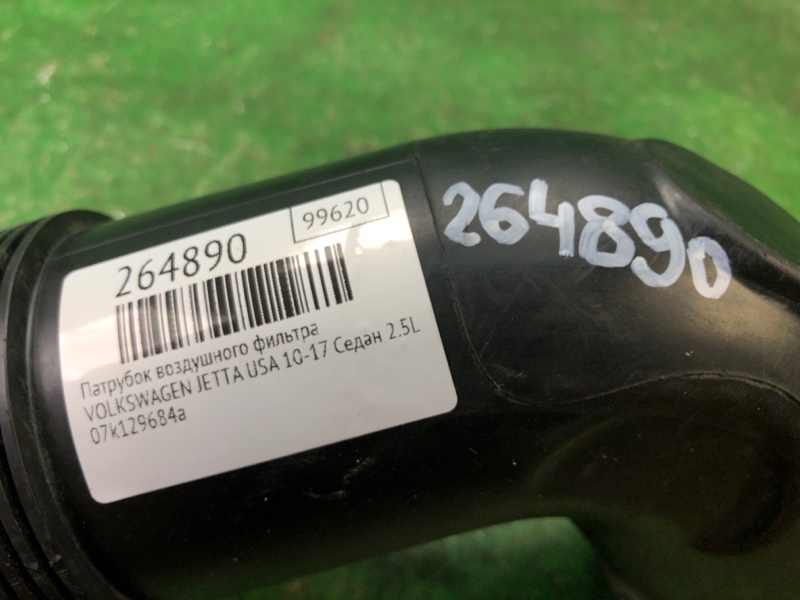 99620
264890
Патрубок воздушного фильтра
VOLKSWAGEN JETTA USA 10-17 Седан 2.5L
07k129684a
264890